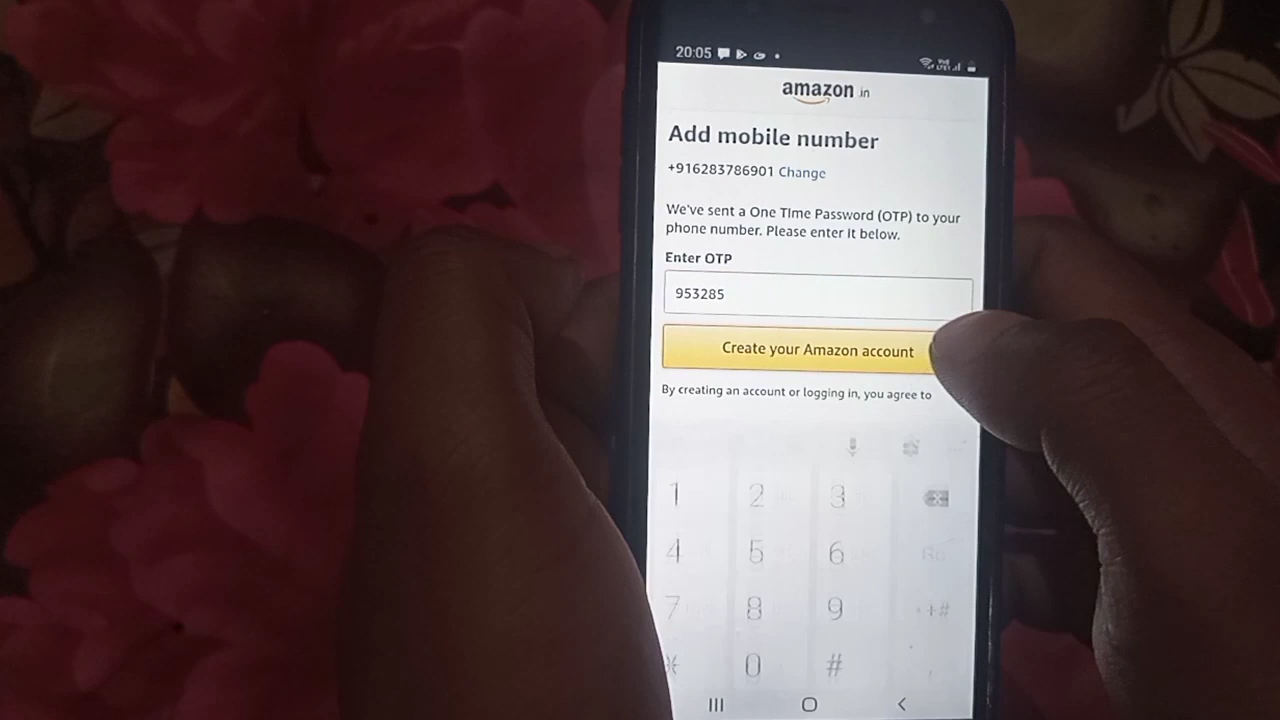 20:05
amazon.in
Add mobile number
+916283786901 Change
We've sent a One Time Password (OTP) to your
phone number. Please enter it below.
Enter OTP
953285
Create your Amazon account
By creating an account or logging in, you agree to
1 2 3
4 5 6
7 8 9
* 0 #